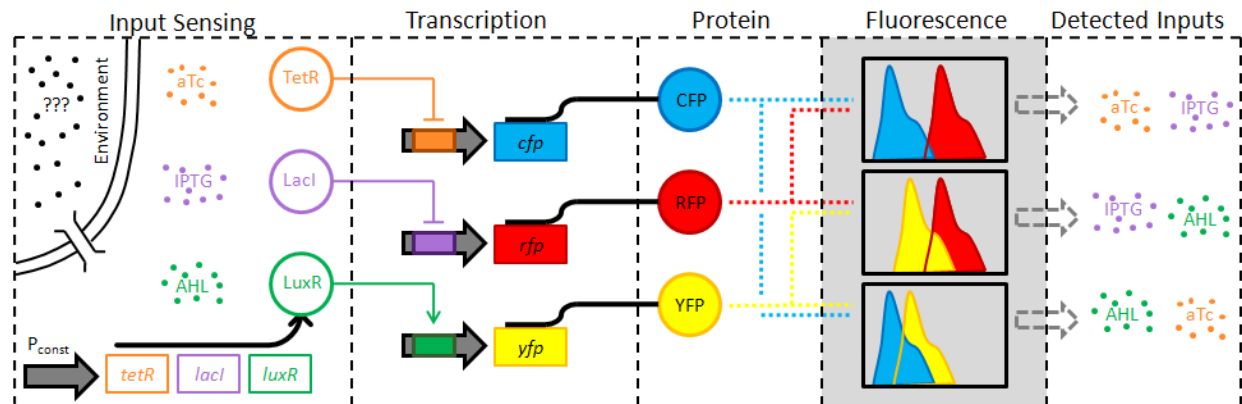 Input Sensing
Transcription
Protein
Fluorescence
Detected Inputs
???
Environment
aTc
TetR
IPTG
LacI
AHL
LuxR
P const
tetR
lacI
luxR
cfp
rfp
yfp
CFP
RFP
YFP
aTc
IPTG
IPTG
AHL
AHL
aTc